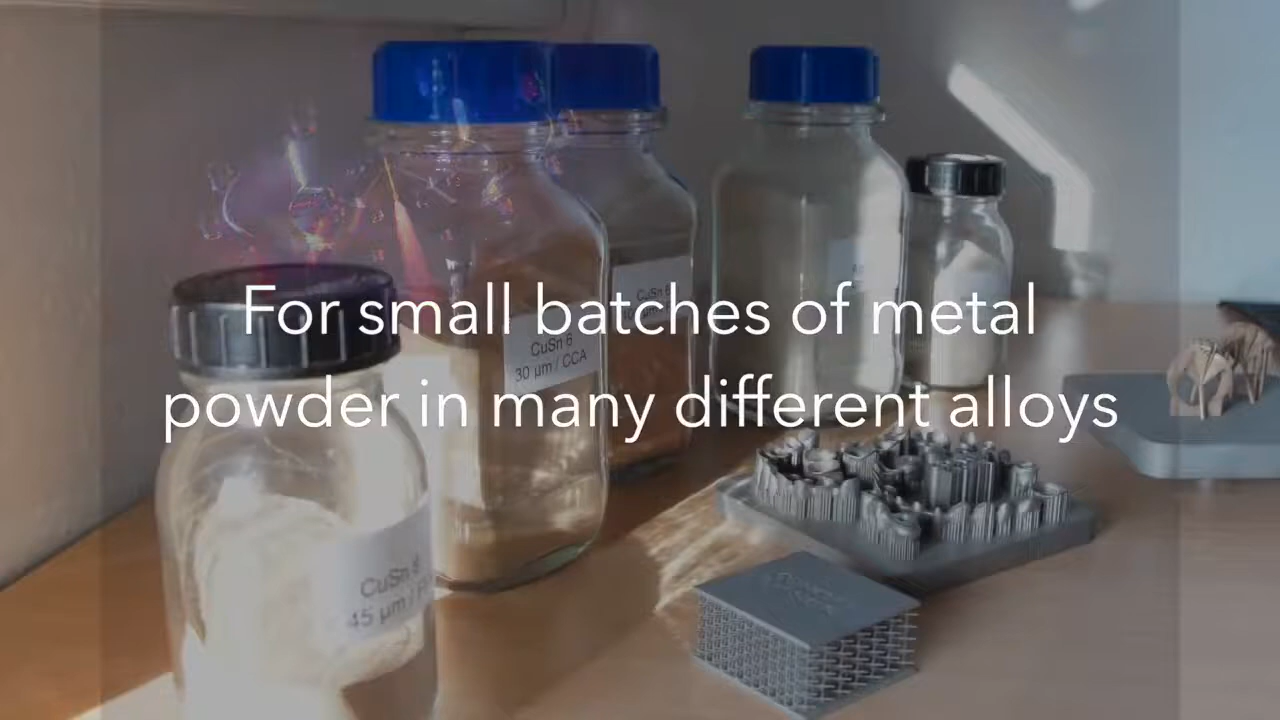 For small batches of metal
powder in many different alloys
CuSn 6
30 µm / CCA
CuSn 6
CuSn
45 µm /